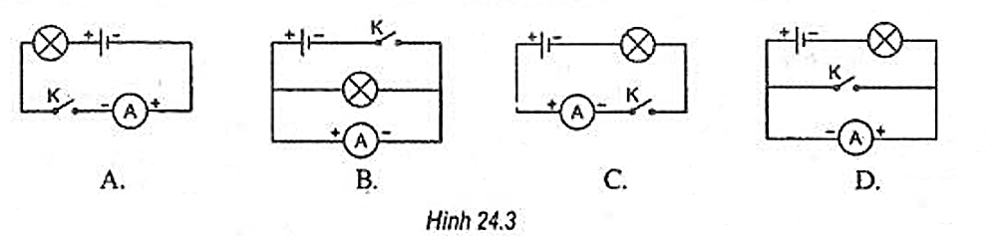 + - K - A +
+ - K + A -
+ - + A - K
+ - K - A +
A. B. C. D.
Hình 24.3